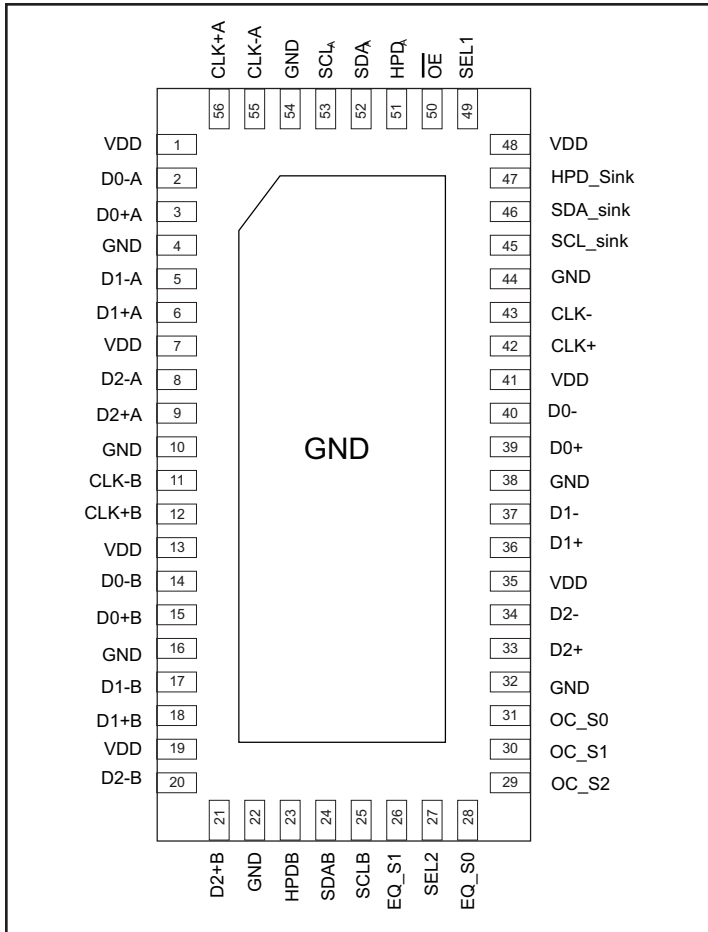 CLK+A
CLK-A
GND
SCLA
SDAA
HPDA
OE
SEL1
56
55
54
53
52
51
50
49
VDD 1
D0-A 2
D0+A 3
GND 4
D1-A 5
D1+A 6
VDD 7
D2-A 8
D2+A 9
GND 10
CLK-B 11
CLK+B 12
VDD 13
D0-B 14
D0+B 15
GND 16
D1-B 17
D1+B 18
VDD 19
D2-B 20
GND
48 VDD
47 HPD_Sink
46 SDA_sink
45 SCL_sink
44 GND
43 CLK-
42 CLK+
41 VDD
40 D0-
39 D0+
38 GND
37 D1-
36 D1+
35 VDD
34 D2-
33 D2+
32 GND
31 OC_S0
30 OC_S1
29 OC_S2
21
22
23
24
25
26
27
28
D2+B
GND
HPDB
SDAB
SCLB
EQ_S1
SEL2
EQ_S0